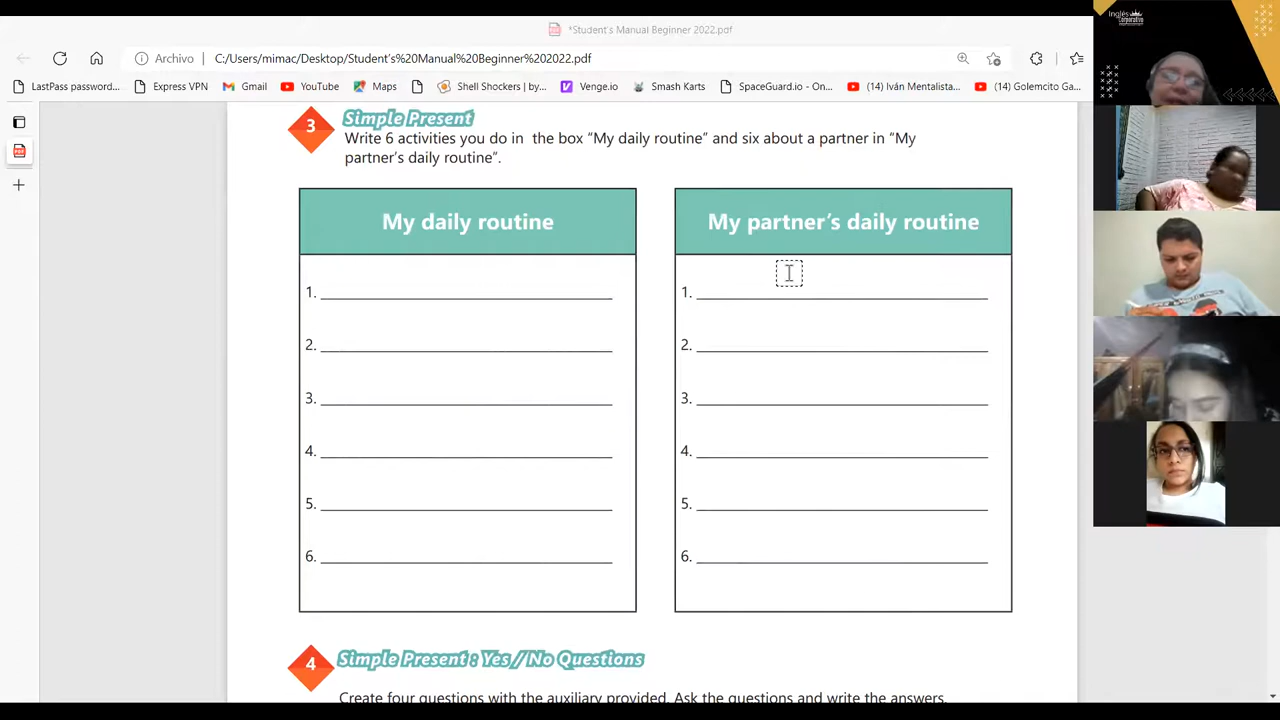 *Student's Manual Beginner 2022.pdf
Archivo
C:/Users/mimac/Desktop/Student's%20Manual%20Beginner%202022.pdf
LastPass password...
Express VPN
Gmail
YouTube
Maps
Shell Shockers | by...
Venge.io
Smash Karts
SpaceGuard.io - On...
(14) Iván Mentalista...
(14) Golemcito Ga...
Inglés
Corporativo
3
Simple Present
Write 6 activities you do in the box “My daily routine” and six about a partner in “My
partner’s daily routine”.
My daily routine
1.
2.
3.
4.
5.
6.
My partner’s daily routine
1.
2.
3.
4.
5.
6.
4
Simple Present : Yes / No Questions
Create four questions with the auxiliary provided. Ask the questions and write the answers.